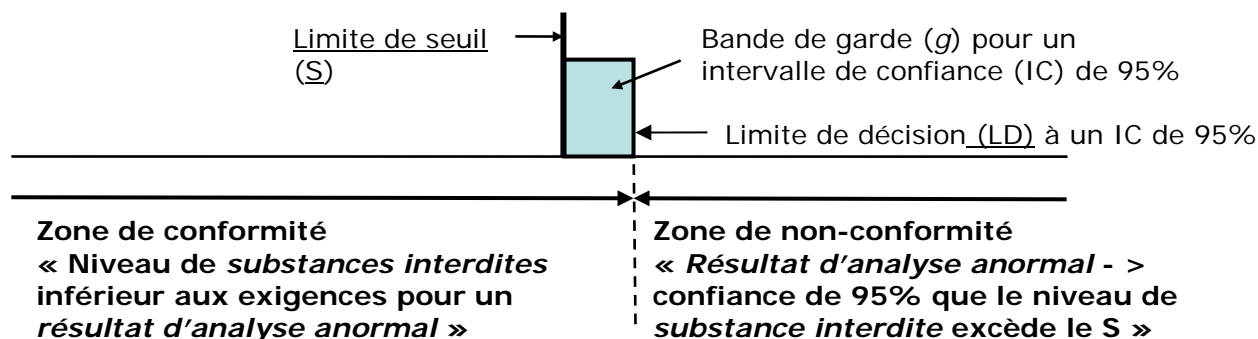 Limite de seuil
(S)
Bande de garde (g) pour un
intervalle de confiance (IC) de 95%
Limite de décision (LD) à un IC de 95%
Zone de conformité
« Niveau de substances interdites
inférieur aux exigences pour un
résultat d'analyse anormal »
Zone de non-conformité
« Résultat d'analyse anormal - >
confiance de 95% que le niveau de
substance interdite excède le S »